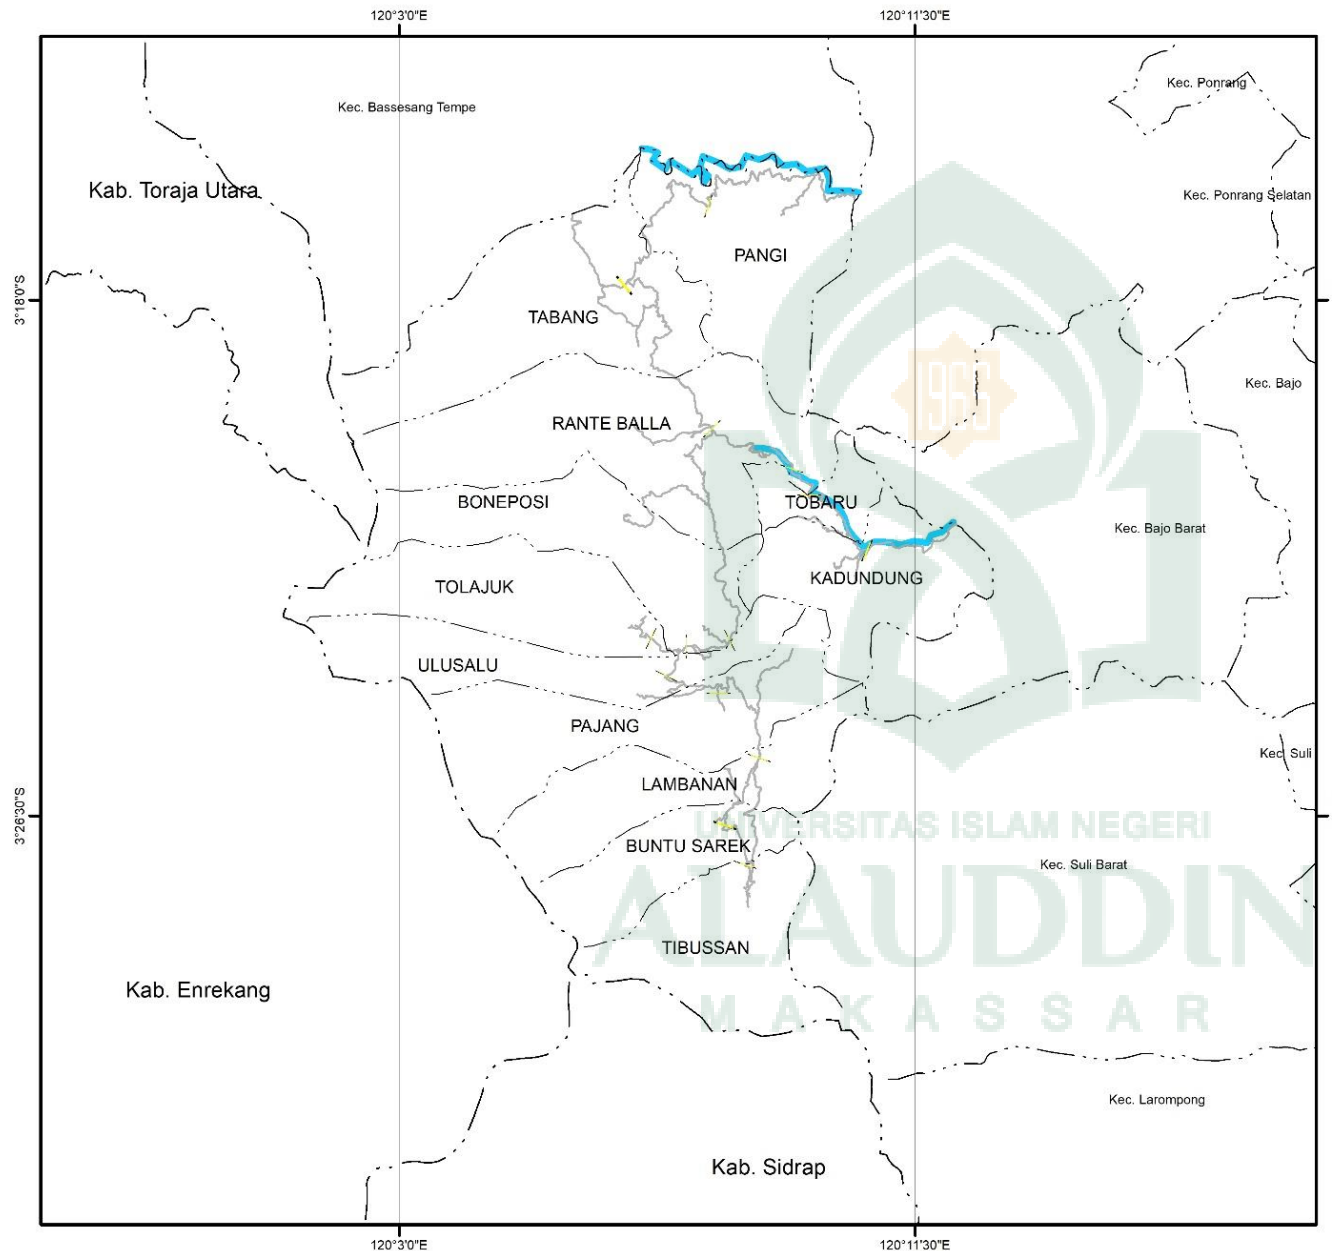 120°3'0"E
120°11'30"E
Kec. Ponrang
Kec. Bassesang Tempe
Kab. Toraja Utara
Kec. Ponrang Selatan
PANGI
3°18'0"S
TABANG
1965
Kec. Bajo
RANTE BALLA
BONEPOSI
TOBARU
Kec. Bajo Barat
KADUNDUNG
TOLAJUK
ULUSALU
PAJANG
Kec. Suli
LAMBANAN
3°26'30"S
UNIVERSITAS ISLAM NEGERI
BUNTU SAREK
Kec. Suli Barat
ALAUDDIN
TIBUSSAN
Kab. Enrekang
MAKASSAR
Kec. Larompong
Kab. Sidrap
120°3'0"E
120°11'30"E